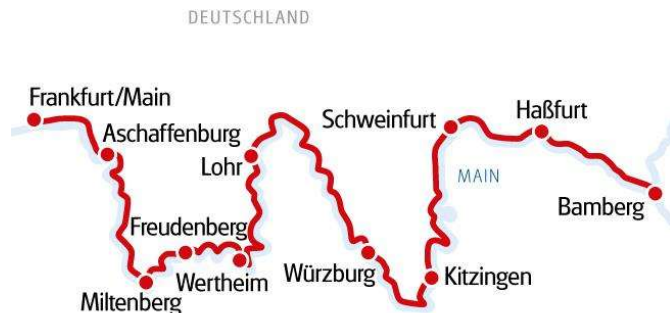 DEUTSCHLAND
Frankfurt/Main
Aschaffenburg
Lohr
Schweinfurt
Haßfurt
MAIN
Bamberg
Freudenberg
Wertheim
Miltenberg
Würzburg
Kitzingen